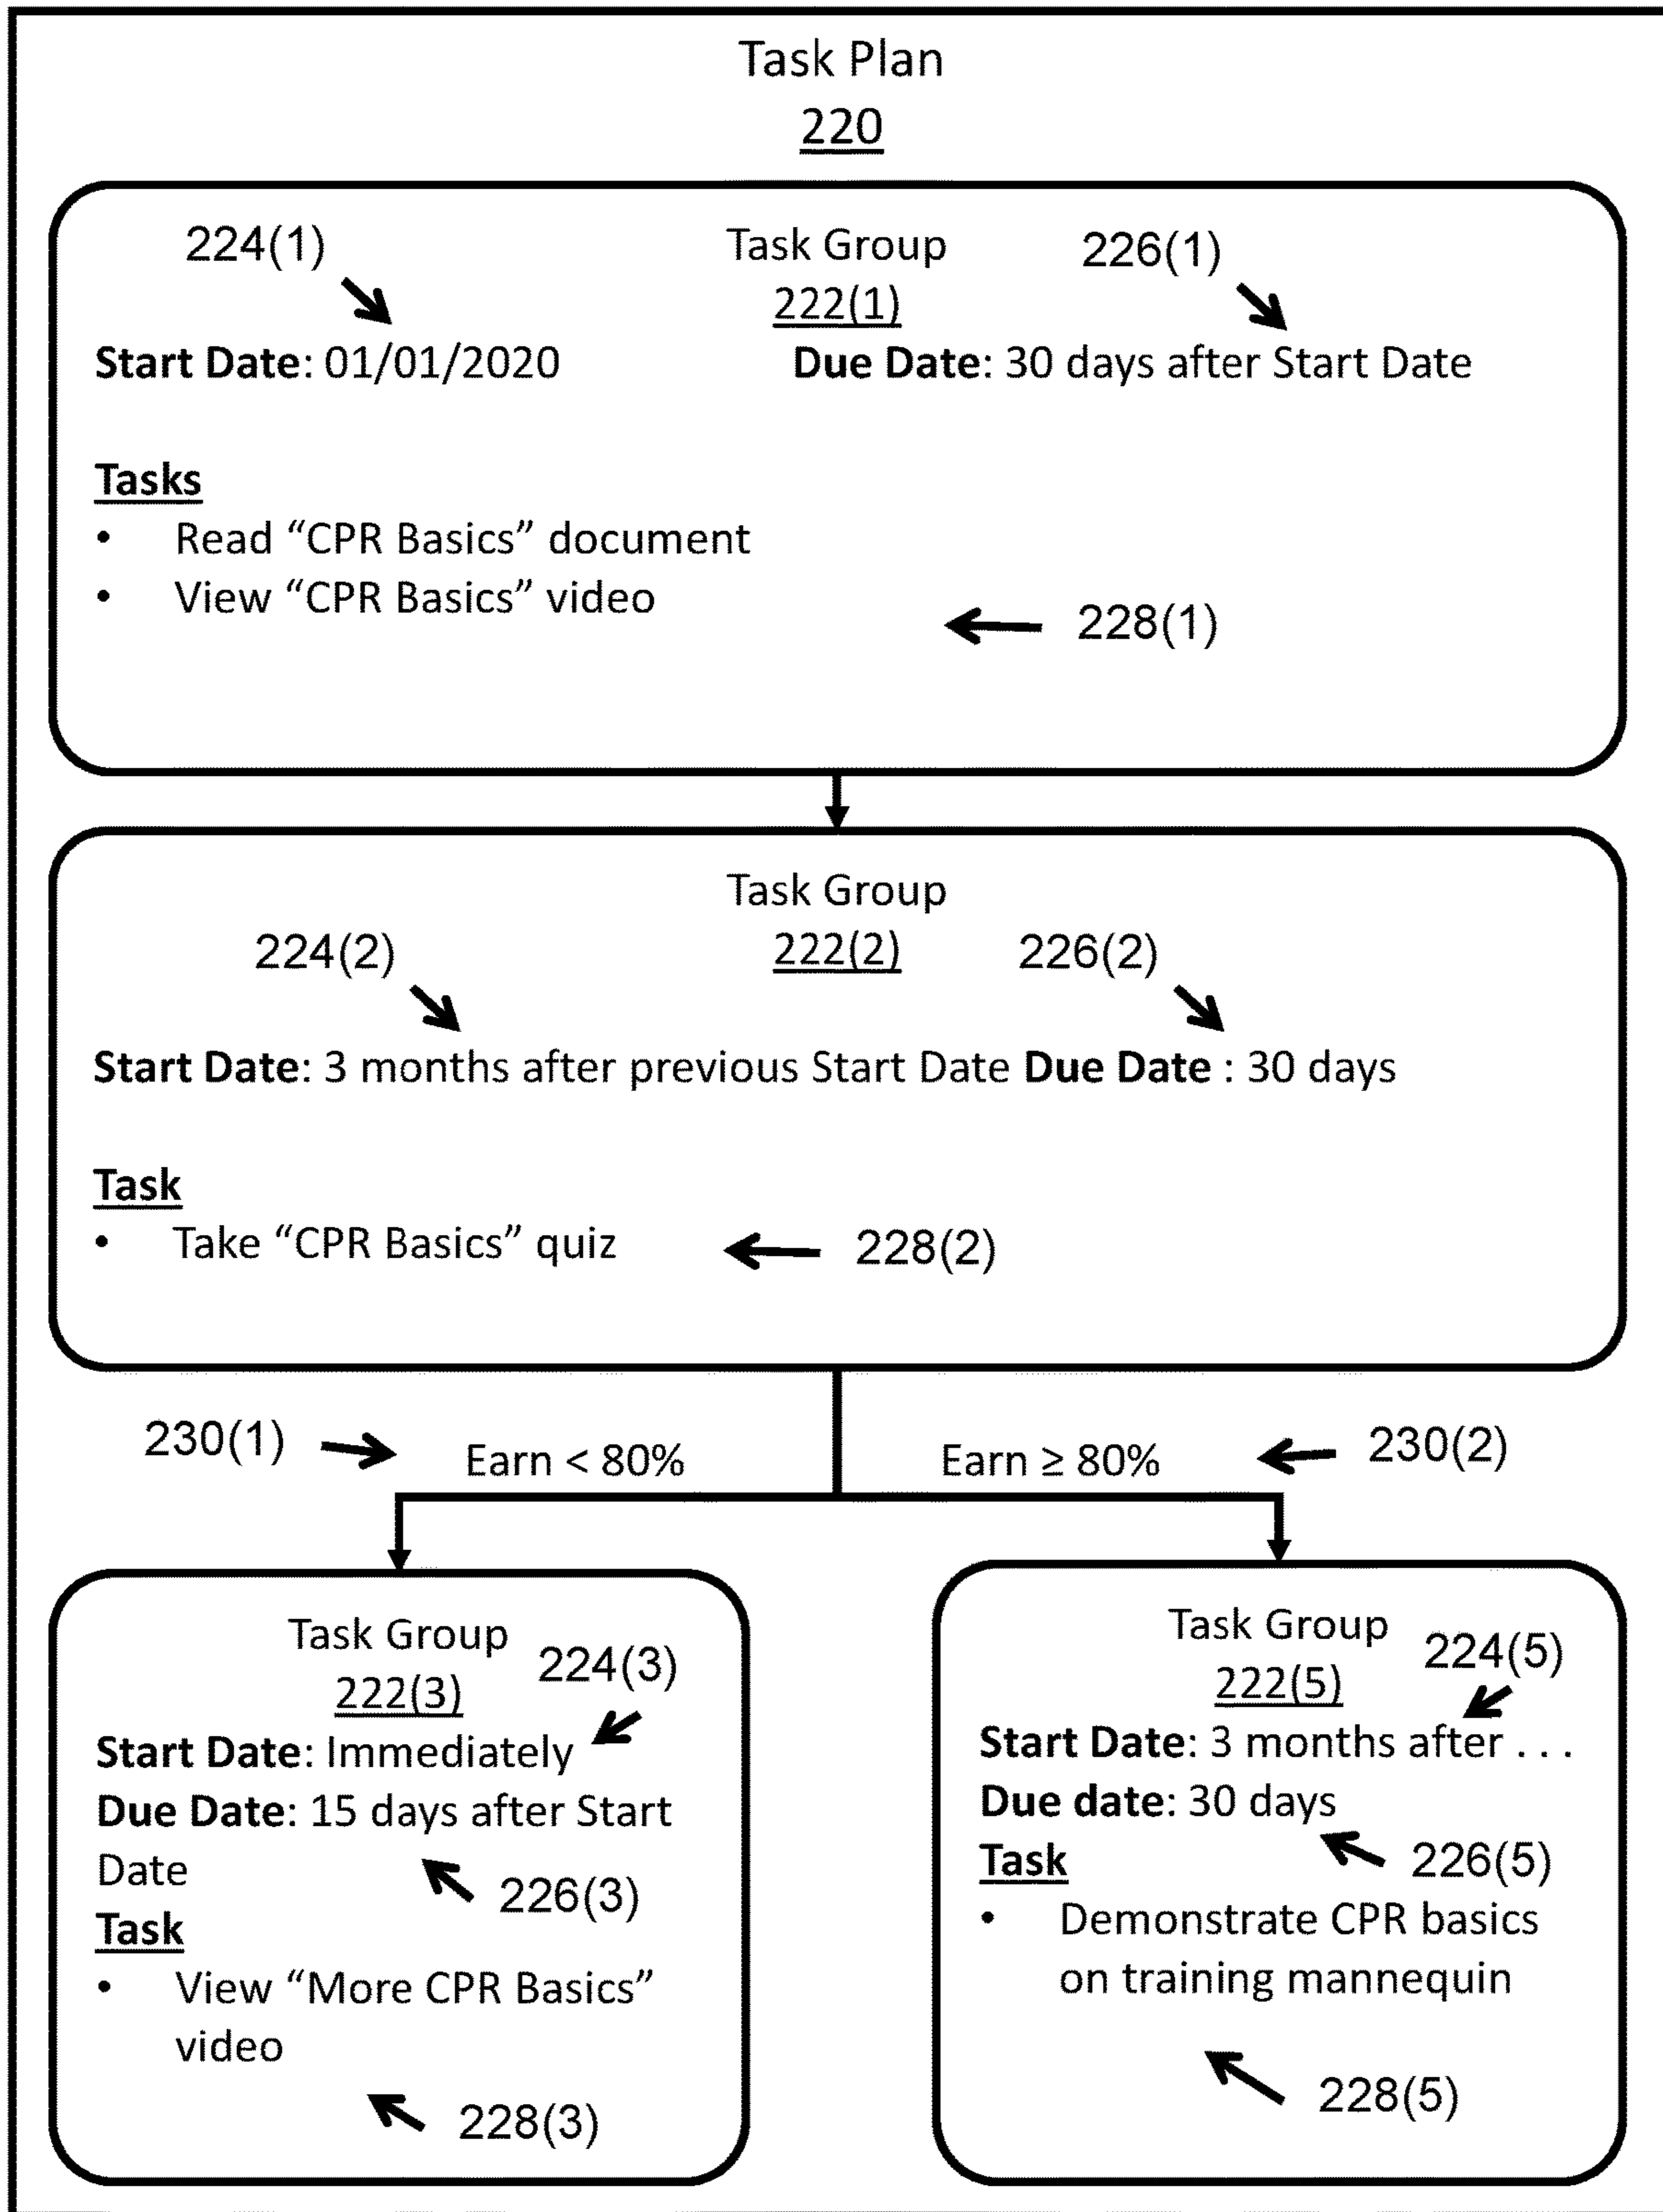 Task Plan
220
224(1) Task Group 226(1)
222(1)
Start Date: 01/01/2020 Due Date: 30 days after Start Date
Tasks
• Read “CPR Basics” document
• View “CPR Basics” video
228(1)
Task Group
224(2) 222(2) 226(2)
Start Date: 3 months after previous Start Date Due Date : 30 days
Task
• Take “CPR Basics” quiz 228(2)
230(1) Earn < 80% Earn ≥ 80% 230(2)
Task Group
222(3) 224(3)
Start Date: Immediately
Due Date: 15 days after Start
Date
226(3)
Task
• View “More CPR Basics”
video
228(3)
Task Group
222(5) 224(5)
Start Date: 3 months after . . .
Due date: 30 days
Task 226(5)
• Demonstrate CPR basics
on training mannequin
228(5)